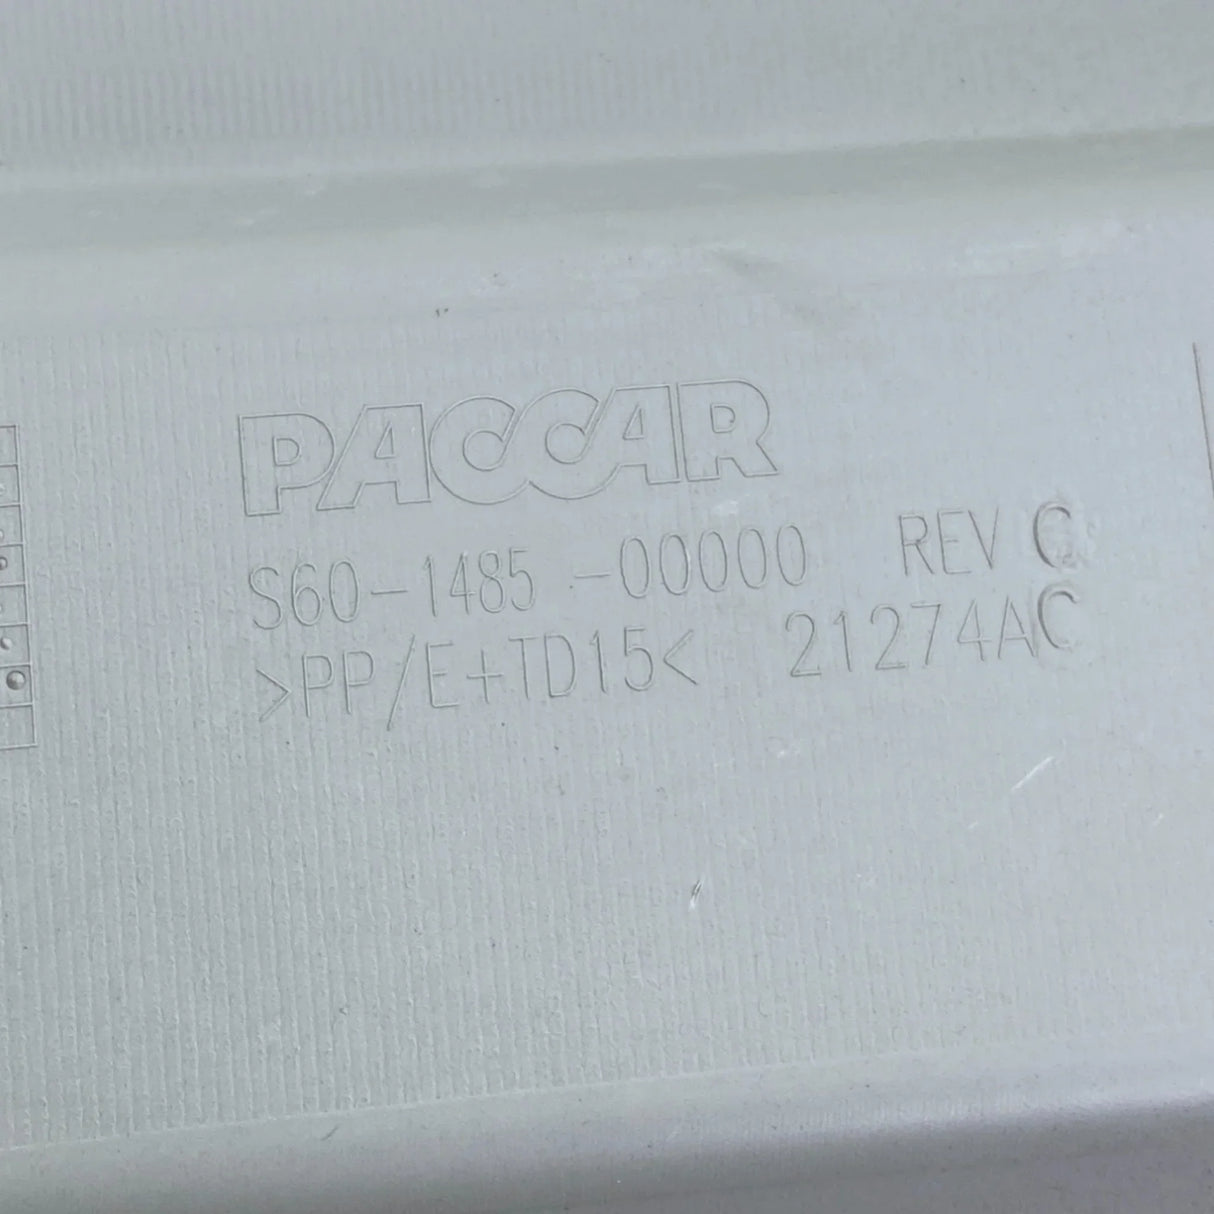 PACCAR
S60-1485-00000 REV C
>PP/E+TD15< 21274AC